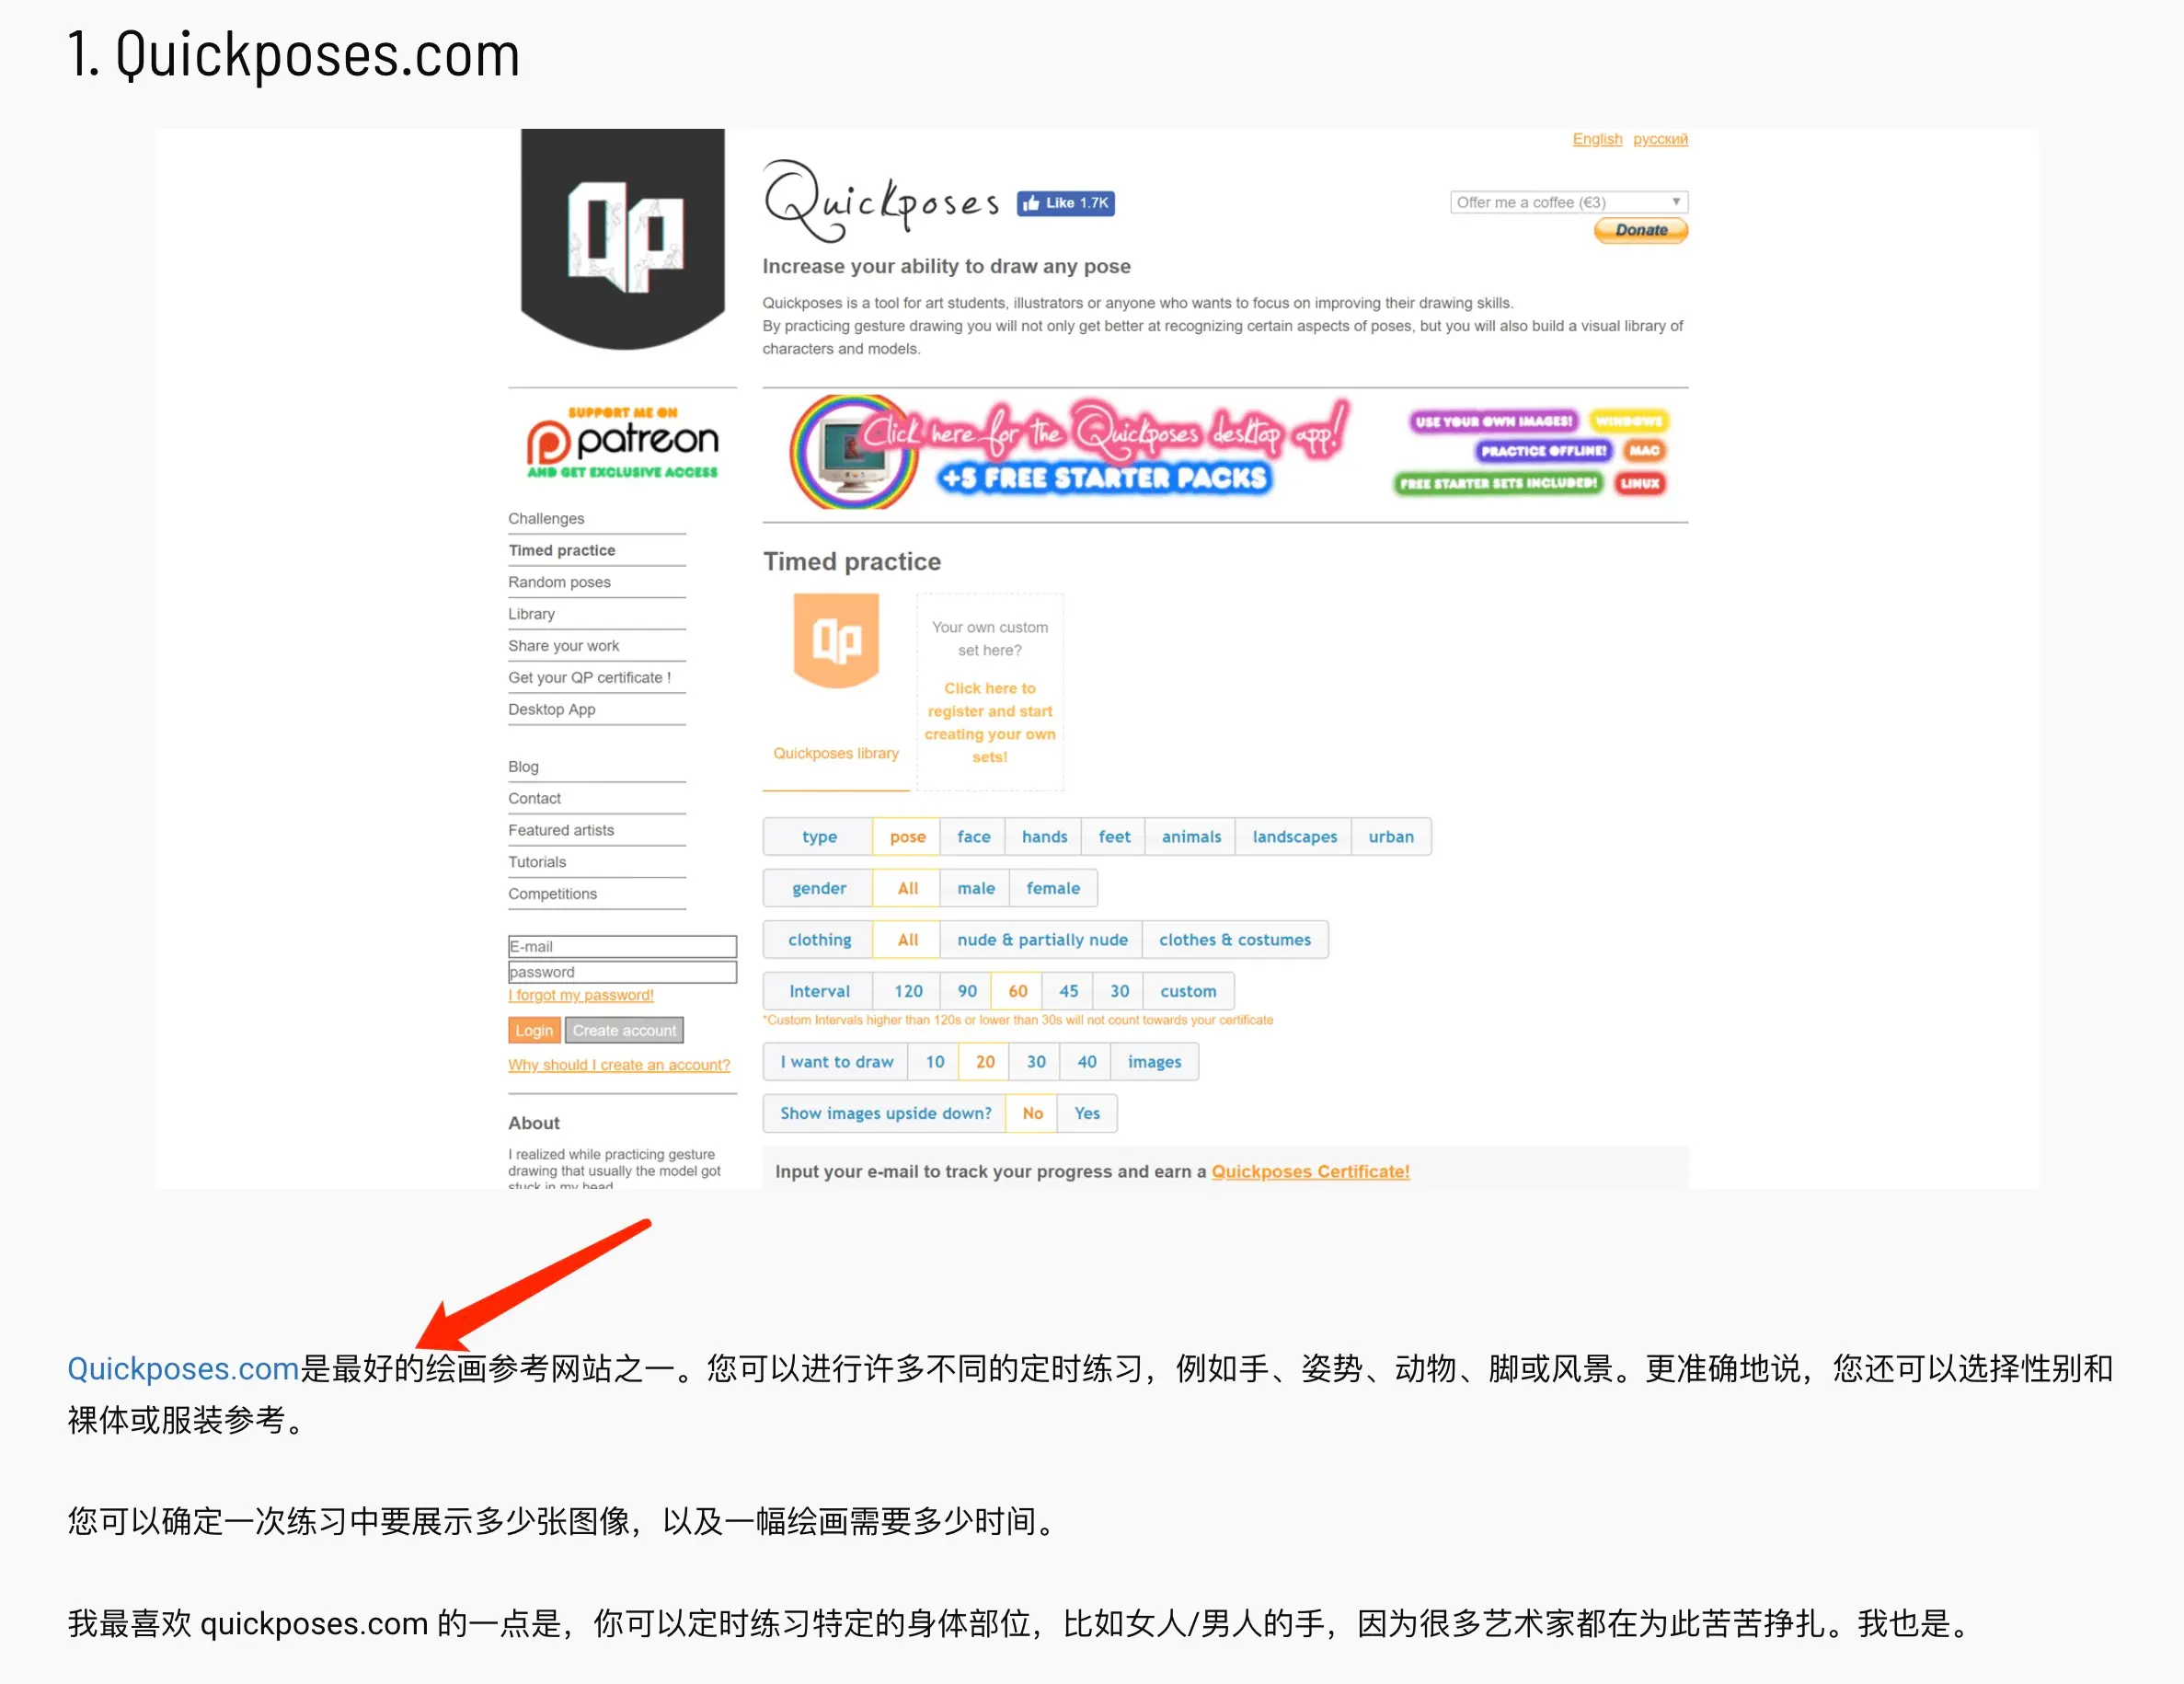 1. Quickposes.com
English русский
Qp
Quickposes
Like 1.7K
Offer me a coffee (€3)
Donate
Increase your ability to draw any pose
Quickposes is a tool for art students, illustrators or anyone who wants to focus on improving their drawing skills.
By practicing gesture drawing you will not only get better at recognizing certain aspects of poses, but you will also build a visual library of
characters and models.
SUPPORT ME ON
patreon
AND GET EXCLUSIVE ACCESS
Click here for the Quickposes desktop app!
+5 FREE STARTER PACKS
USE YOUR OWN IMAGES! WINDOWS
PRACTICE OFFLINE! MAC
FREE STARTER SETS INCLUDED! LINUX
Challenges
Timed practice
Random poses
Library
Share your work
Get your QP certificate !
Desktop App
Blog
Contact
Featured artists
Tutorials
Competitions
E-mail
password
I forgot my password!
Login Create account
Why should I create an account?
About
I realized while practicing gesture
drawing that usually the model got
stuck in my head
Timed practice
Qp
Quickposes library
Your own custom
set here?
Click here to
register and start
creating your own
sets!
type pose face hands feet animals landscapes urban
gender All male female
clothing All nude & partially nude clothes & costumes
Interval 120 90 60 45 30 custom
*Custom Intervals higher than 120s or lower than 30s will not count towards your certificate
I want to draw 10 20 30 40 images
Show images upside down? No Yes
Input your e-mail to track your progress and earn a Quickposes Certificate!
Quickposes.com是最好的绘画参考网站之一。您可以进行许多不同的定时练习，例如手、姿势、动物、脚或风景。更准确地说，您还可以选择性别和
裸体或服装参考。
您可以确定一次练习中要展示多少张图像，以及一幅绘画需要多少时间。
我最喜欢 quickposes.com 的一点是，你可以定时练习特定的身体部位，比如女人/男人的手，因为很多艺术家都在为此苦苦挣扎。我也是。